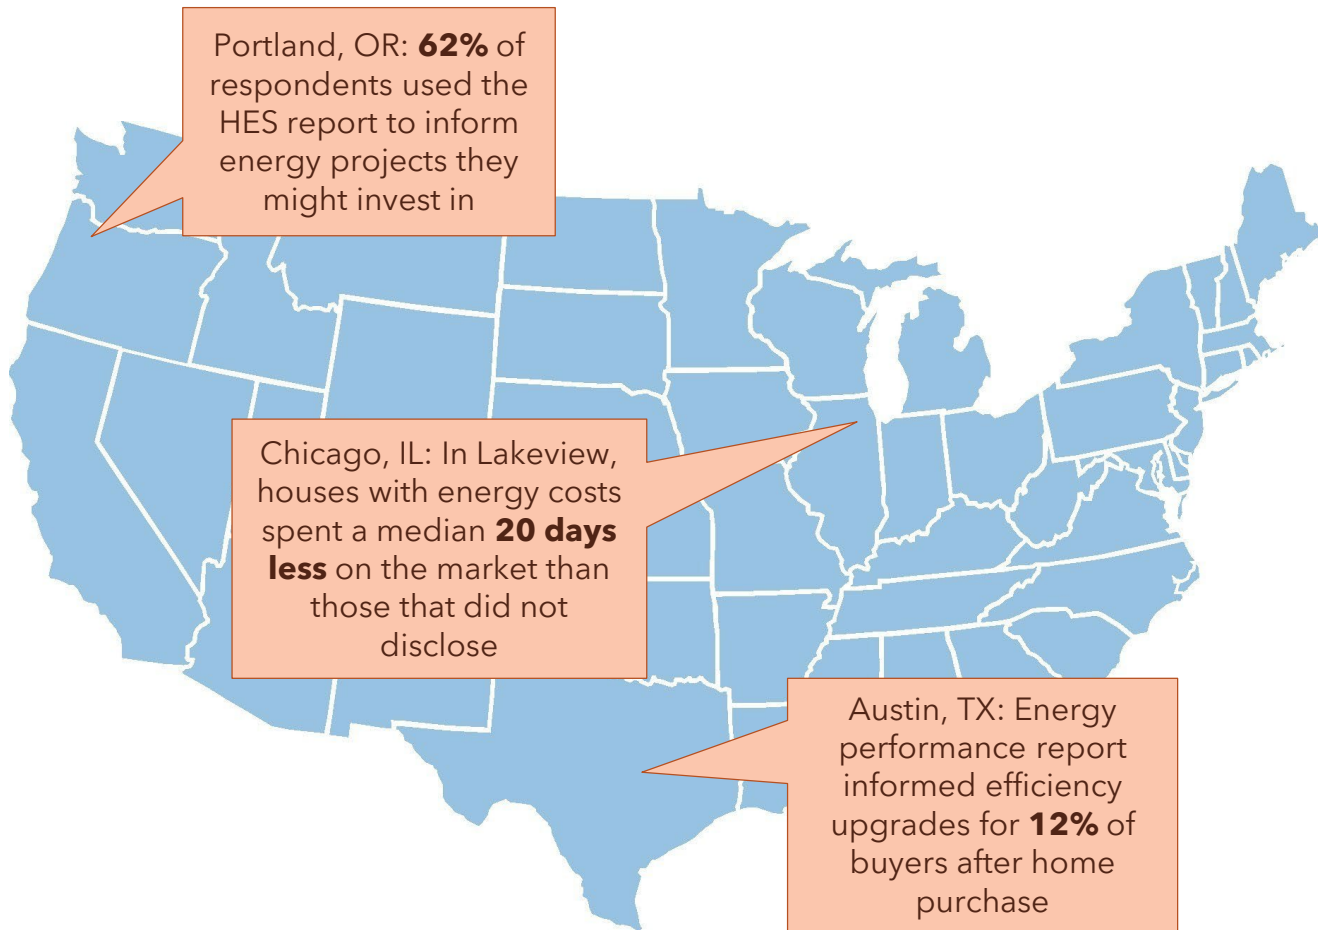 Portland, OR: 62% of
respondents used the
HES report to inform
energy projects they
might invest in
Chicago, IL: In Lakeview,
houses with energy costs
spent a median 20 days
less on the market than
those that did not
disclose
Austin, TX: Energy
performance report
informed efficiency
upgrades for 12% of
buyers after home
purchase